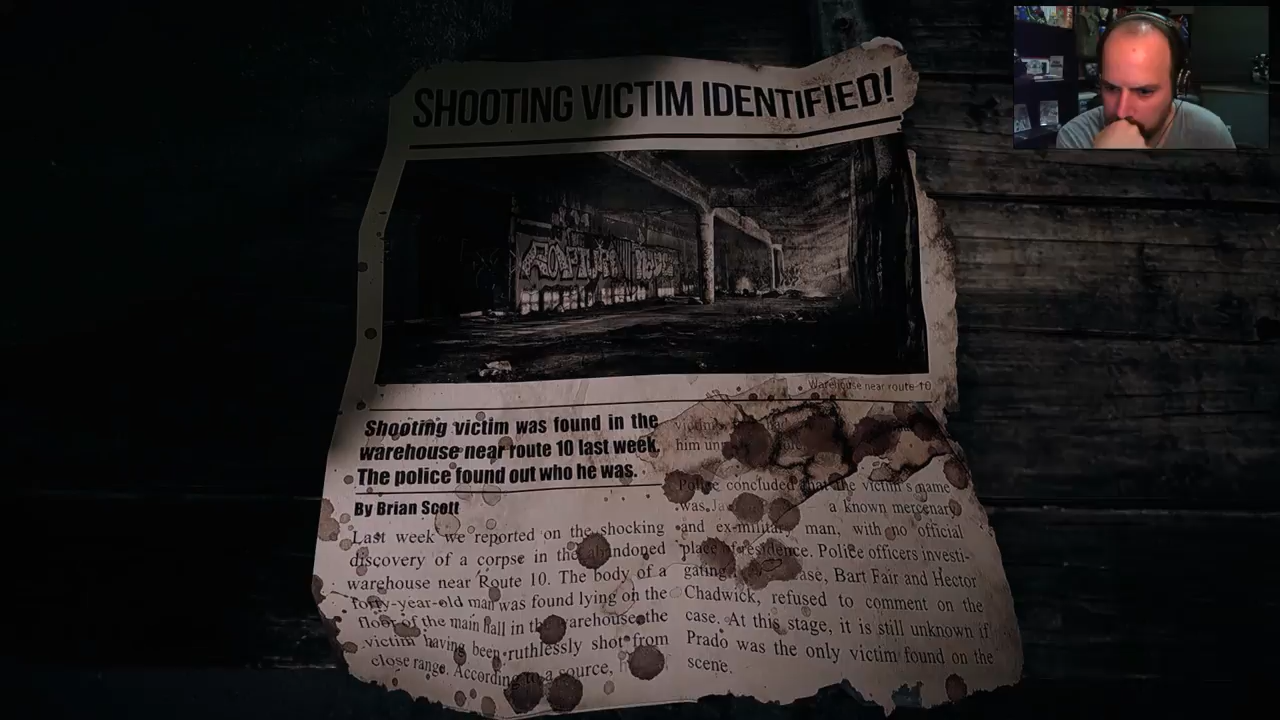 SHOOTING VICTIM IDENTIFIED!
Warehouse near route 10
Shooting victim was found in the
warehouse near route 10 last week.
The police found out who he was.
By Brian Scott
Last week we reported on the shocking
discovery of a corpse in the abandoned
warehouse near Route 10. The body of a
forty-year-old man was found lying on the
floor of the main hall in the warehouse, the
victim having been ruthlessly shot from
close range. According to a source,
him
Police concluded that the victim's name
was a known mercenary
and ex-military man, with no official
place of residence. Police officers investi-
gating case, Bart Fair and Hector
Chadwick, refused to comment on the
case. At this stage, it is still unknown if
Prado was the only victim found on the
scene.